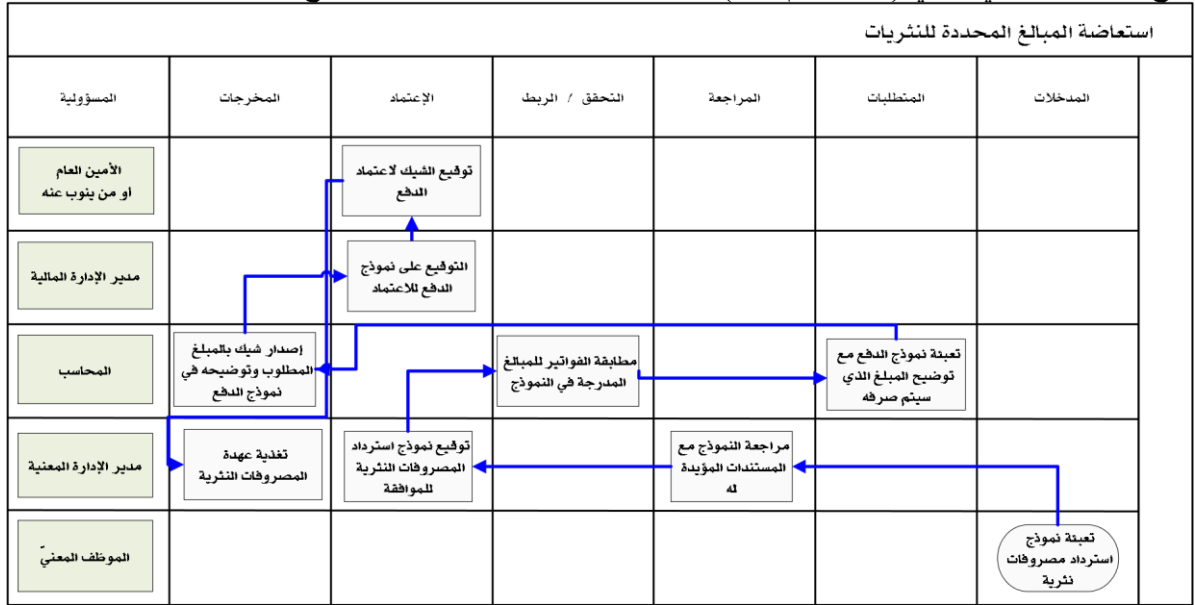 استعاضة المبالغ المحددة للنثريات
المدخلات
المتطلبات
المراجعة
التحقق / الربط
الإعتماد
المخرجات
المسؤولية
توقيع الشيك لاعتماد
الدفع
الأمين العام
او من ينوب عنه
التوقيع على نموذج
الدفع للاعتماد
مدير الإدارة المالية
تعبئة نموذج الدفع مع
توضيح المبلغ الذي
سيتم صرفه
مطابقة الفواتير للمبالغ
المدرجة في النموذج
إصدار شيك بالمبلغ
المطلوب وتوضيحه في
نموذج الدفع
المحاسب
مراجعة النموذج مع
المستندات المؤيدة
له
توقيع نموذج استرداد
المصروفات النثرية
للموافقة
تغذية عهدة
المصروفات النثرية
مدير الإدارة المعنية
تعبئة نموذج
استرداد مصروفات
نثرية
الموظف المعنيّ